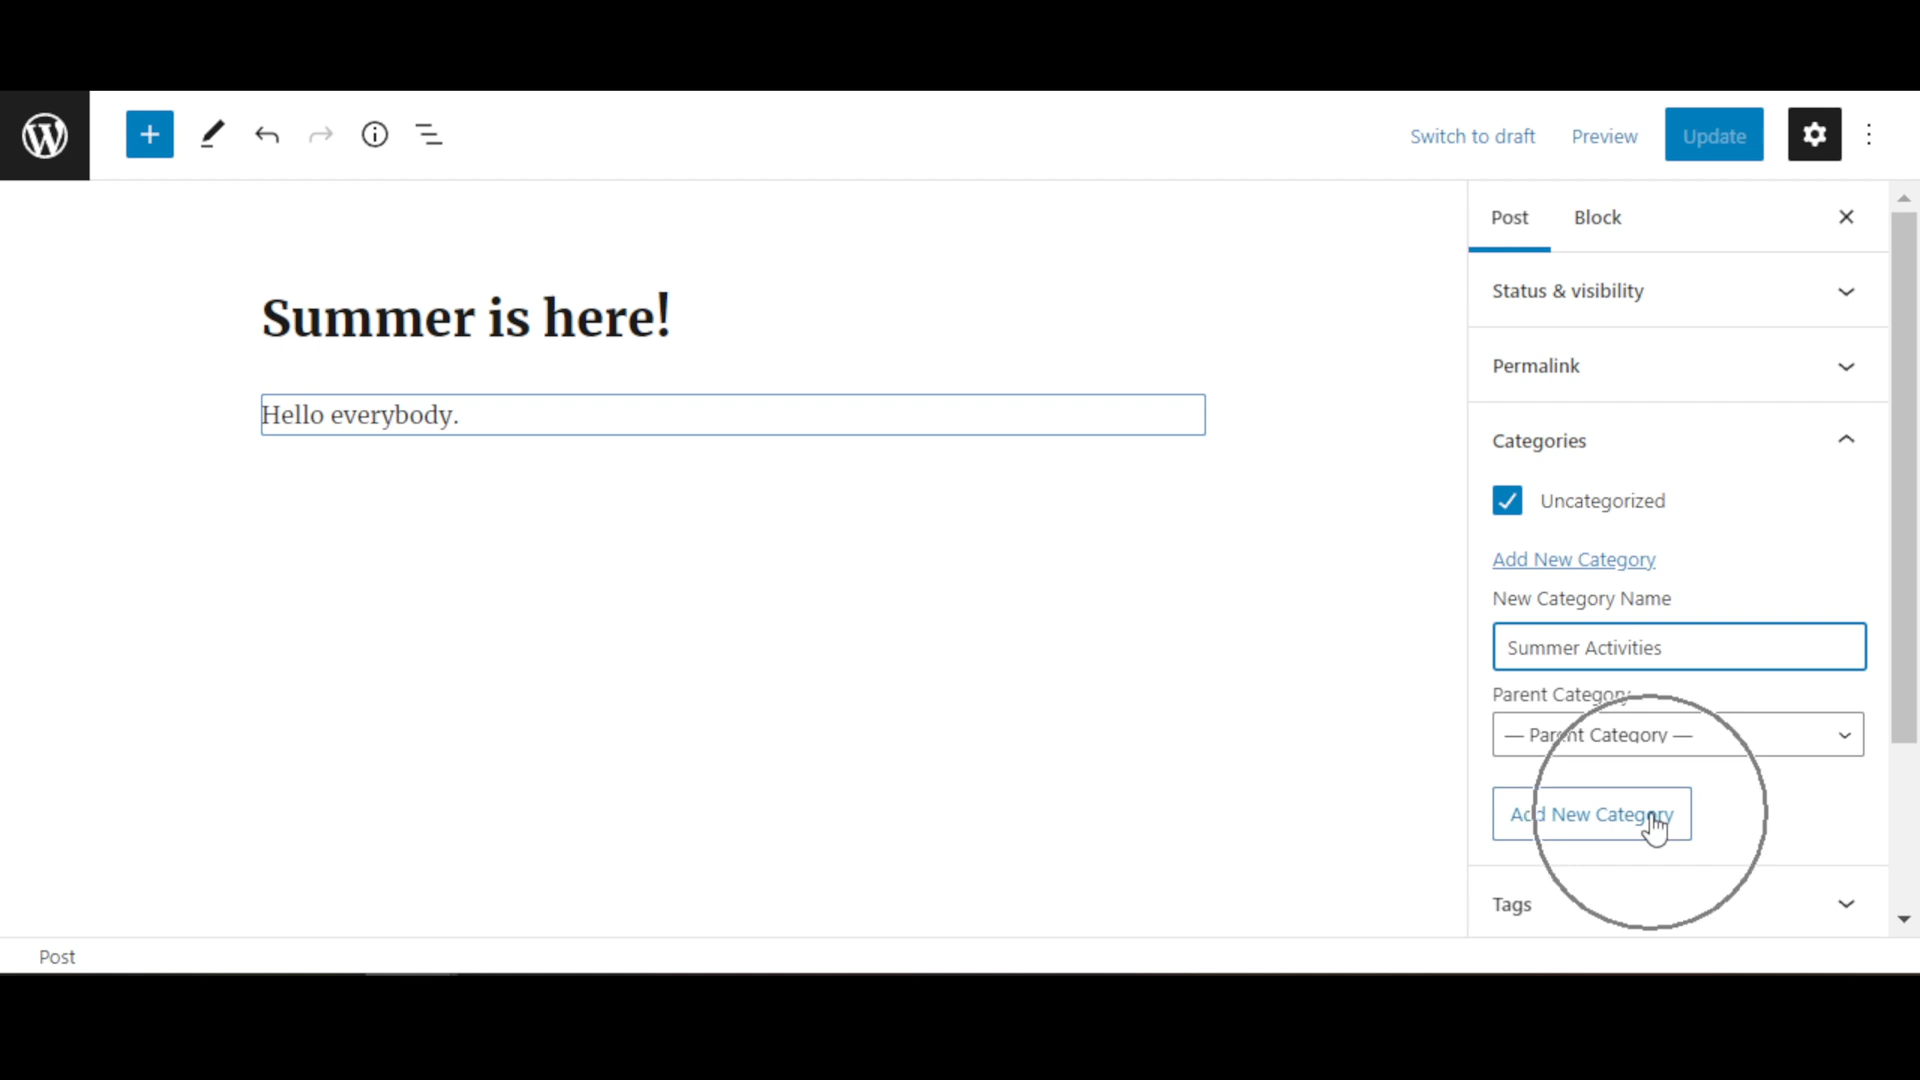 Switch to draft
Preview
Update
Post
Block
Summer is here!
Hello everybody.
Status & visibility
Permalink
Categories
Uncategorized
Add New Category
New Category Name
Summer Activities
Parent Category
— Parent Category —
Add New Category
Tags
Post